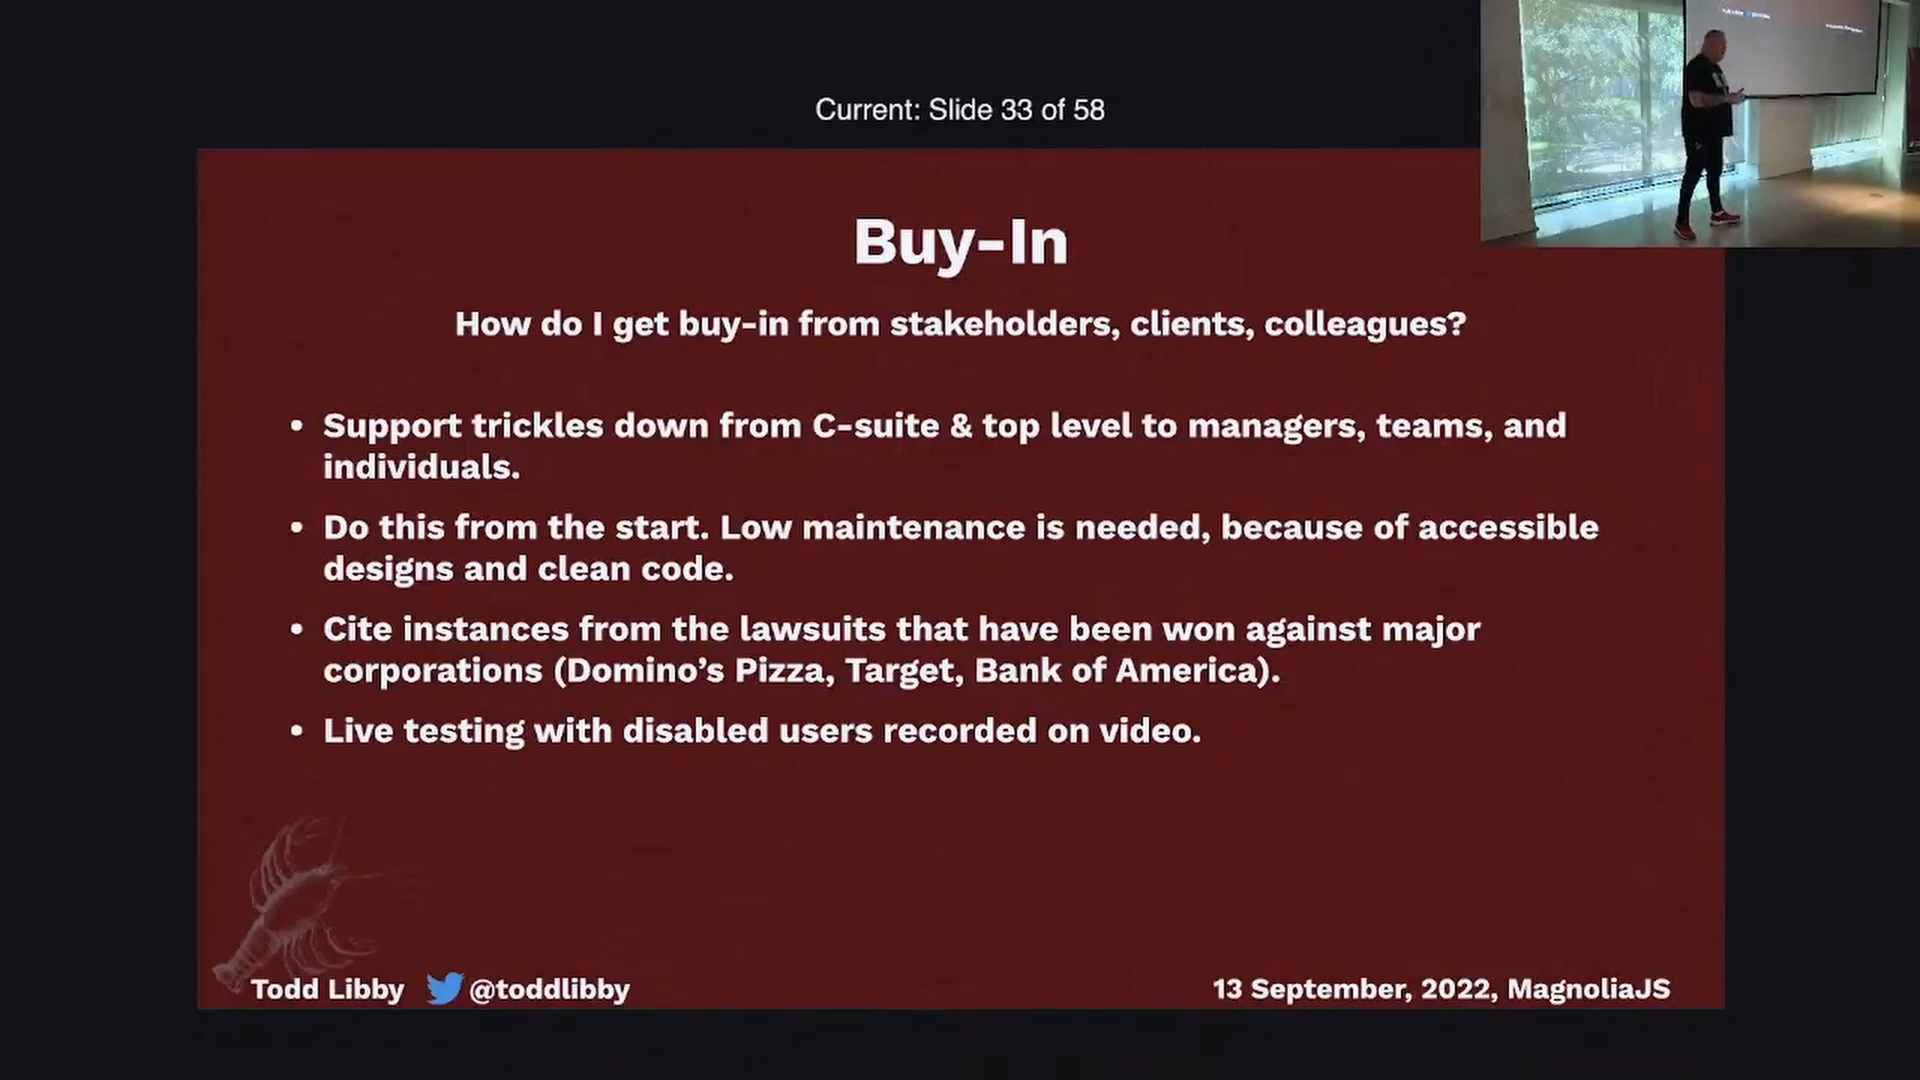 Current: Slide 33 of 58
Buy-In
How do I get buy-in from stakeholders, clients, colleagues?
• Support trickles down from C-suite & top level to managers, teams, and
individuals.
• Do this from the start. Low maintenance is needed, because of accessible
designs and clean code.
• Cite instances from the lawsuits that have been won against major
corporations (Domino’s Pizza, Target, Bank of America).
• Live testing with disabled users recorded on video.
Todd Libby @toddlibby
13 September, 2022, MagnoliaJS